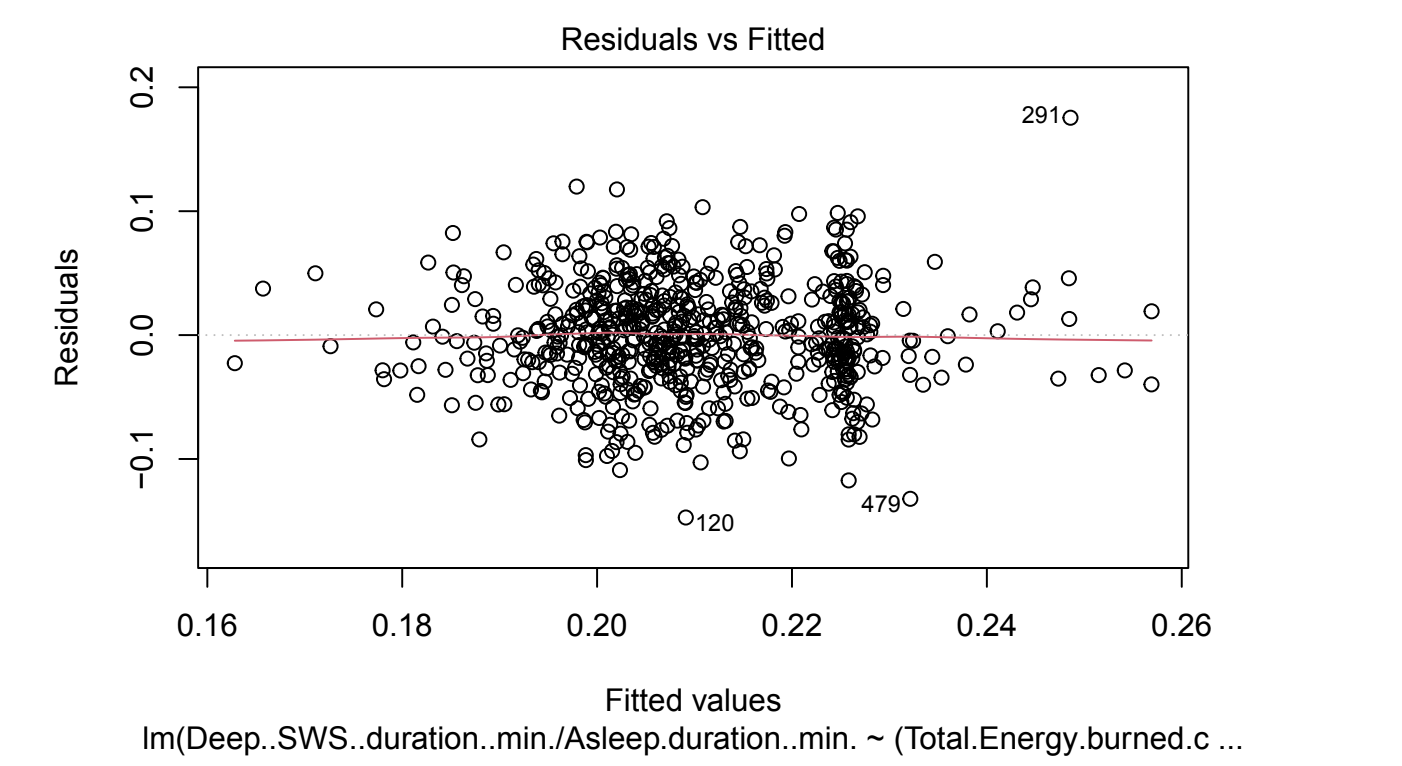 Residuals vs Fitted
0.2
0.1
0.0
−0.1
Residuals
291
479
120
0.16 0.18 0.20 0.22 0.24 0.26
Fitted values
lm(Deep..SWS..duration..min./Asleep.duration..min. ~ (Total.Energy.burned.c ...